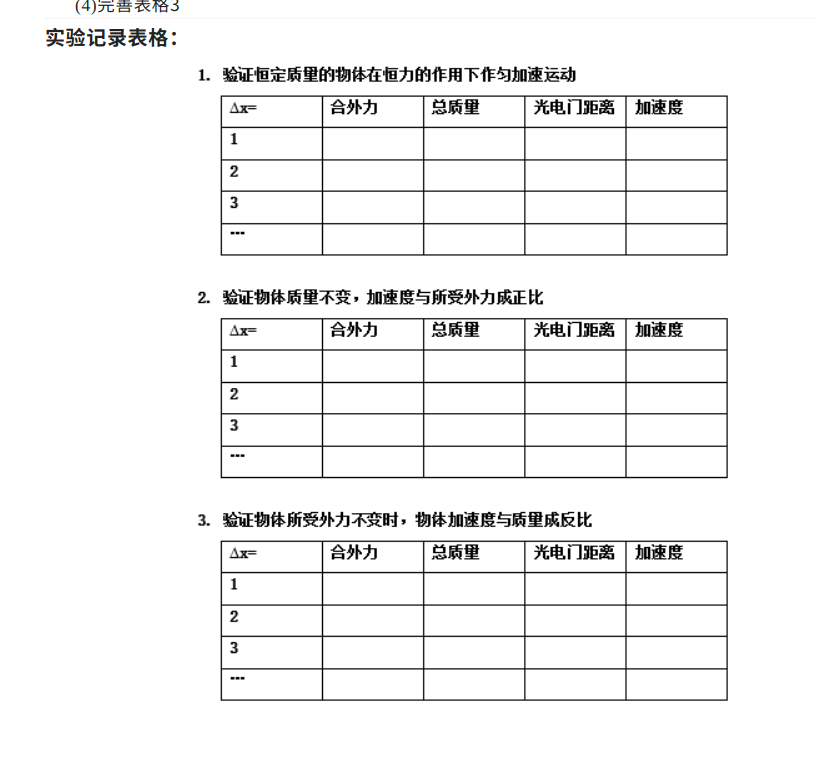 (4)完善表格3
实验记录表格：
1. 验证恒定质量的物体在恒力的作用下作匀加速运动
Δx= 合外力 总质量 光电门距离 加速度
1
2
3
---
2. 验证物体质量不变，加速度与所受外力成正比
Δx= 合外力 总质量 光电门距离 加速度
1
2
3
---
3. 验证物体所受外力不变时，物体加速度与质量成反比
Δx= 合外力 总质量 光电门距离 加速度
1
2
3
---